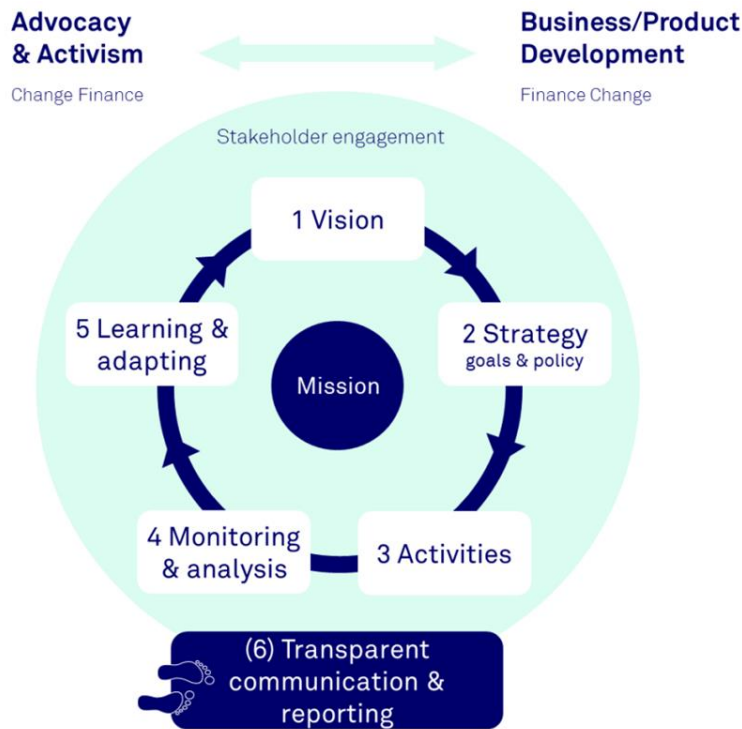 Advocacy
& Activism
Change Finance
Business/Product
Development
Finance Change
Stakeholder engagement
1 Vision
5 Learning &
adapting
2 Strategy
goals & policy
Mission
4 Monitoring
& analysis
3 Activities
(6) Transparent
communication &
reporting